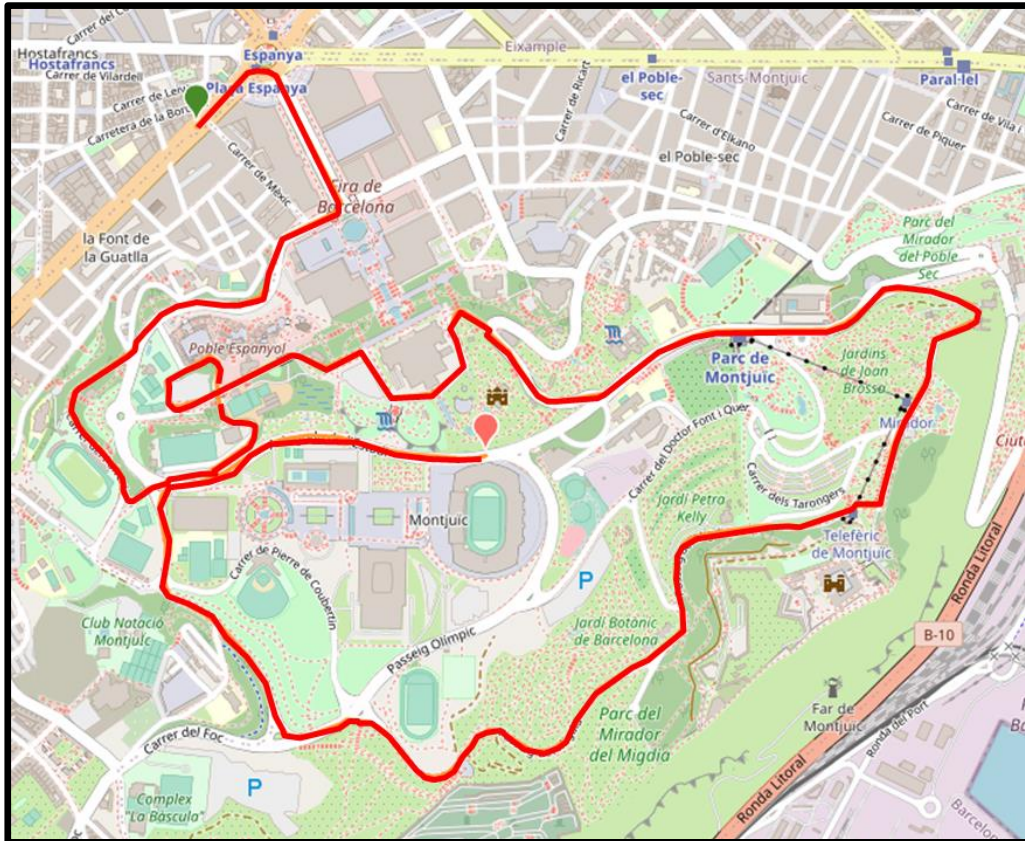 Hostafrancs
Hostafrancs
Carrer de Vilardell
Espanya
Plaça Espanya
Eixample
el Poble-
sec
Sants-Montjuïc
Paral·lel
Carrer de Ricart
Carrer d'Elkano
Carrer de Piquer
Carrer de Vila i
Carretera de la Bor
Carrer de Mèxic
el Poble-sec
Fira de
Barcelona
la Font de
la Guatlla
Parc del
Mirador
del Poble
Sec
Poble Espanyol
Parc de
Montjuïc
Jardins
de Joan
Brossa
Mirador
Carrer del Doctor Font i Quer
Carrer dels Tarongers
Jardí Petra
Kelly
Montjuïc
Telefèric
de Montjuïc
Carrer de Pierre de Coubertin
P
Passeig Olímpic
Jardí Botànic
de Barcelona
Club Natació
Montjuïc
Ronda Litoral
B-10
Far de
Montjuïc
Ronda del Port
Parc del
Mirador
del Migdia
Carrer del Foc
P
Complex
"La Bàscula"
Ronda Litoral
Barcelon